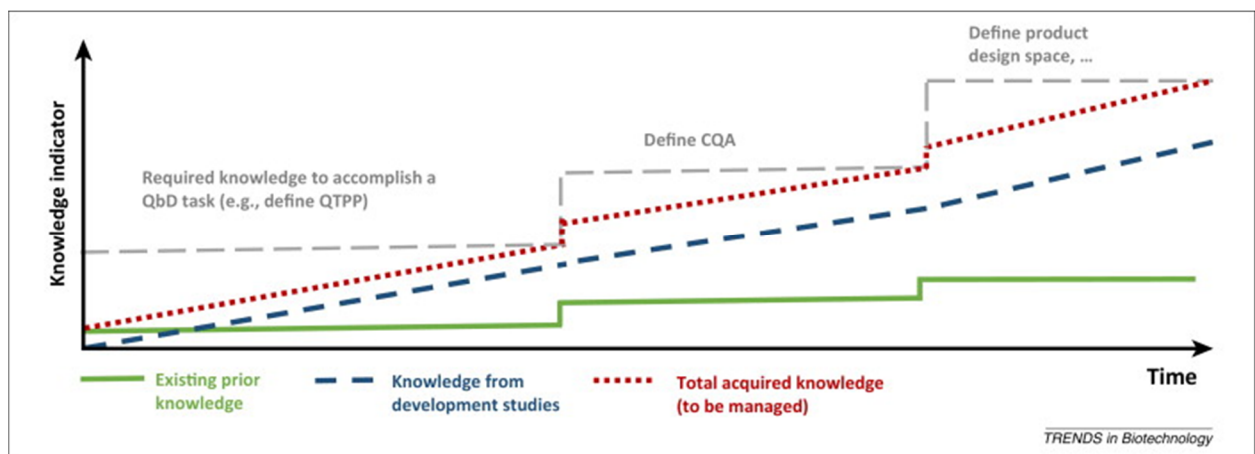 Define product
design space, ...
Define CQA
Required knowledge to accomplish a
QbD task (e.g., define QTPP)
Knowledge indicator
Time
Existing prior
knowledge
Knowledge from
development studies
Total acquired knowledge
(to be managed)
TRENDS in Biotechnology